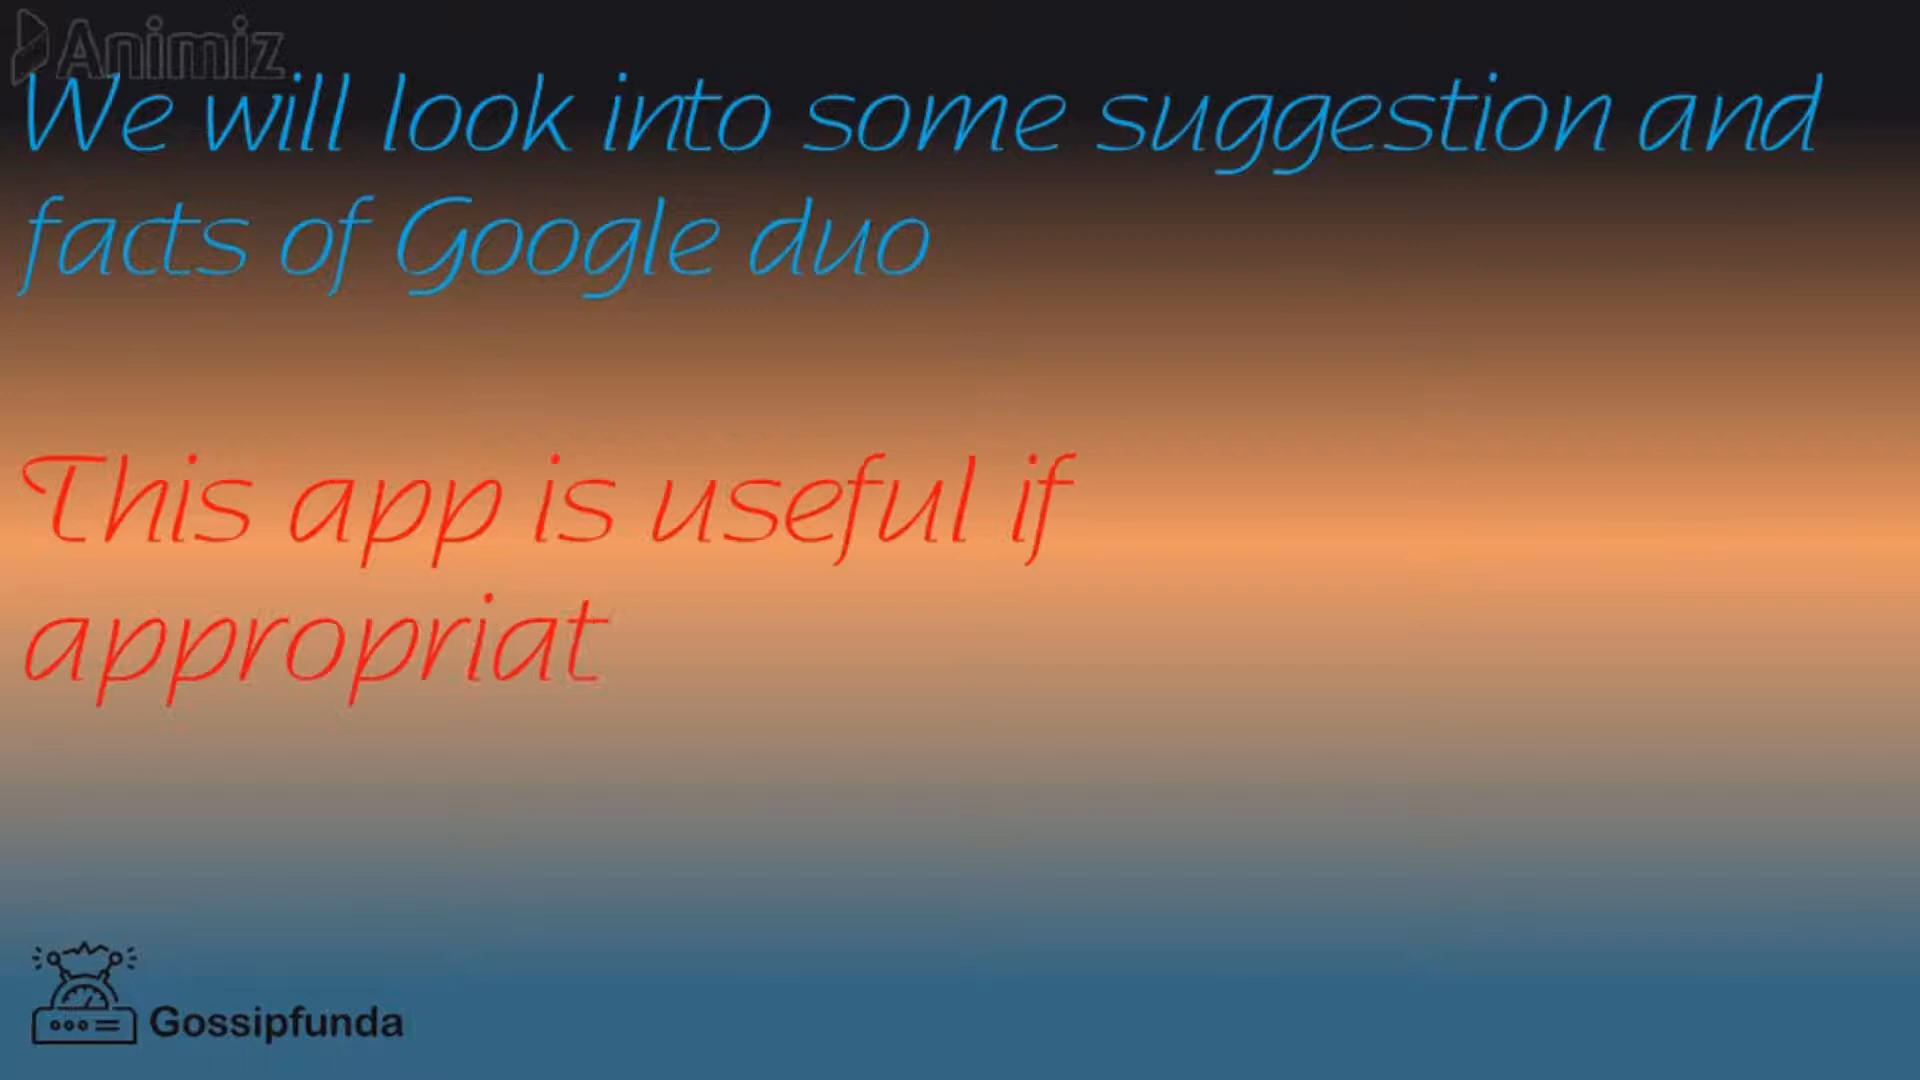 Animiz
We will look into some suggestion and
facts of Google duo
This app is useful if
appropriat
Gossipfunda